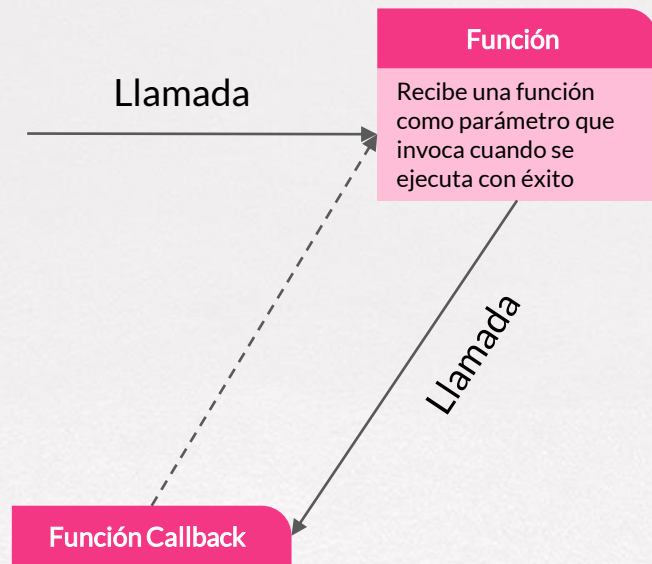 Función
Llamada
Recibe una función
como parámetro que
invoca cuando se
ejecuta con éxito
Llamada
Función Callback